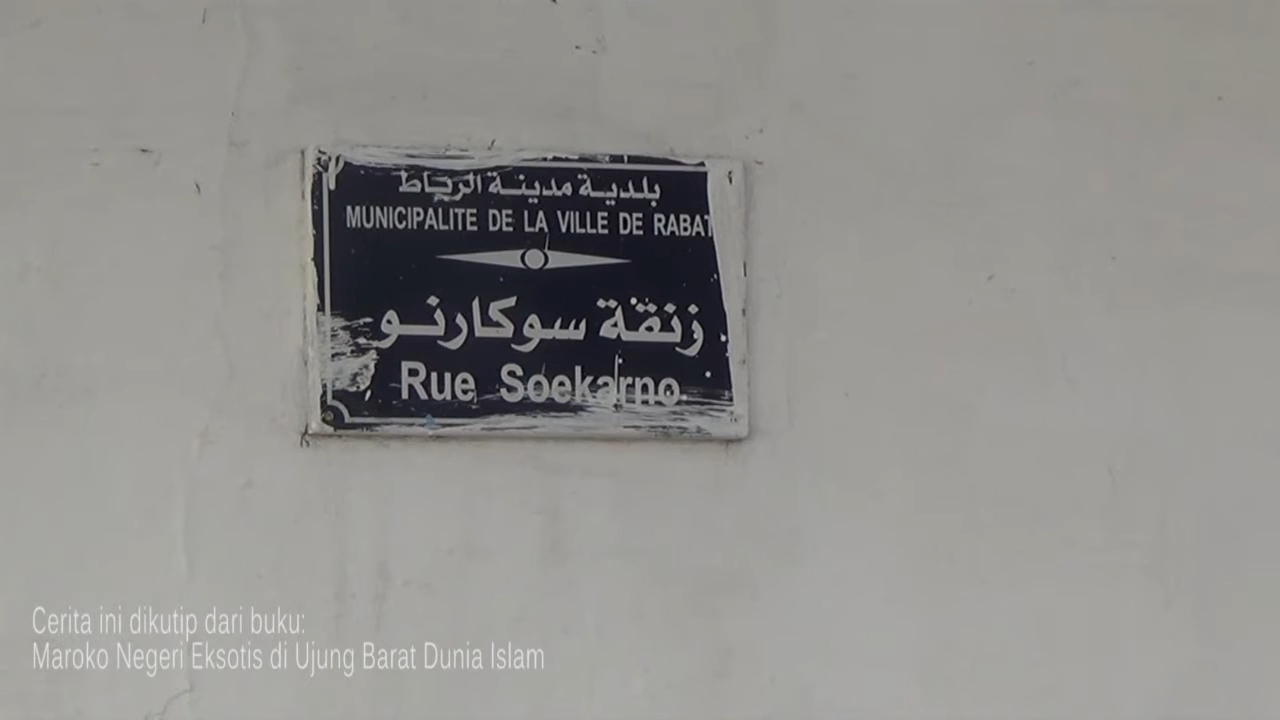 بلدية مدينة الرباط
MUNICIPALITE DE LA VILLE DE RABAT
زنقة سوكارنو
Rue Soekarno
Cerita ini dikutip dari buku:
Maroko Negeri Eksotis di Ujung Barat Dunia Islam